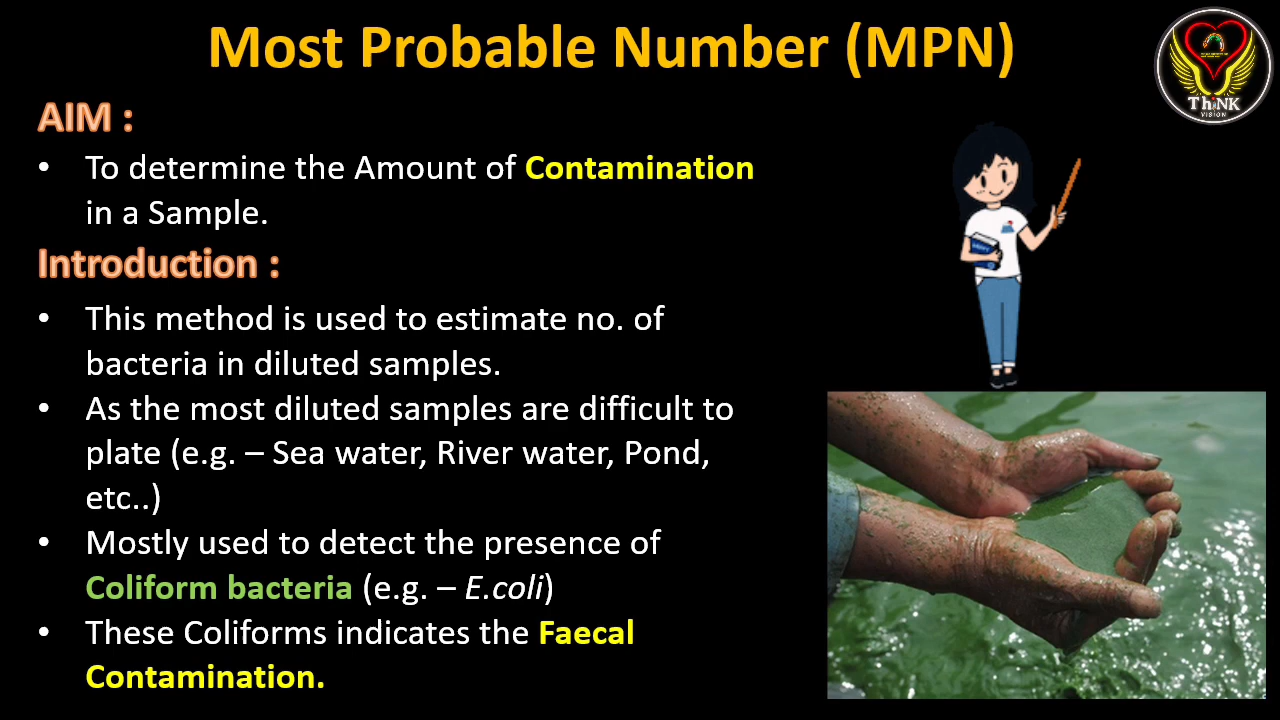 Most Probable Number (MPN)
ThiNK
VISION
AIM :
• To determine the Amount of Contamination
in a Sample.
Introduction :
• This method is used to estimate no. of
bacteria in diluted samples.
• As the most diluted samples are difficult to
plate (e.g. – Sea water, River water, Pond,
etc..)
• Mostly used to detect the presence of
Coliform bacteria (e.g. – E.coli)
• These Coliforms indicates the Faecal
Contamination.